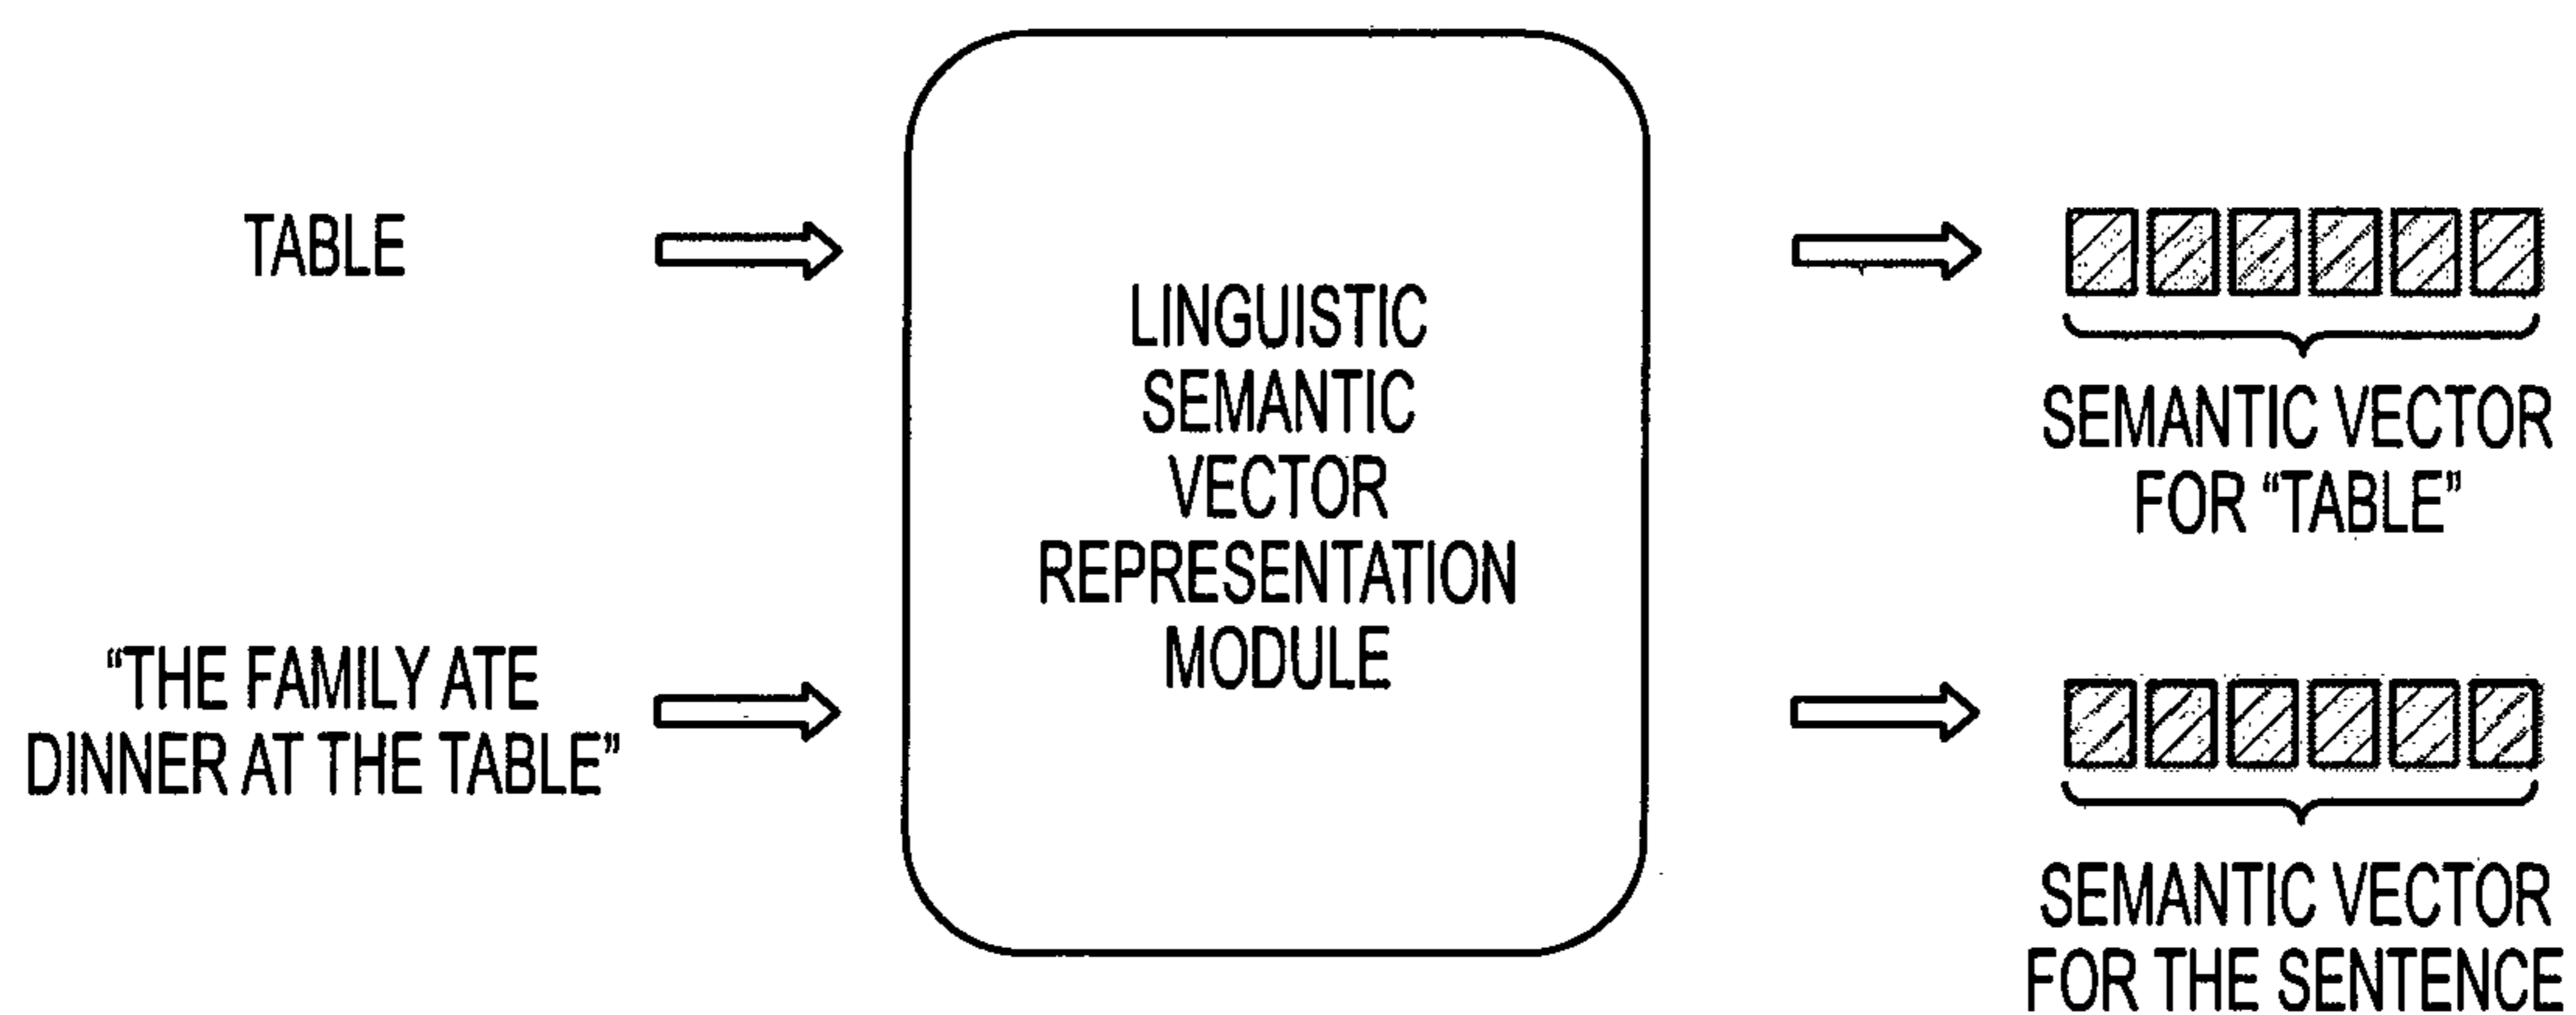 TABLE
“THE FAMILY ATE
DINNER AT THE TABLE”
LINGUISTIC
SEMANTIC
VECTOR
REPRESENTATION
MODULE
SEMANTIC VECTOR
FOR “TABLE”
SEMANTIC VECTOR
FOR THE SENTENCE